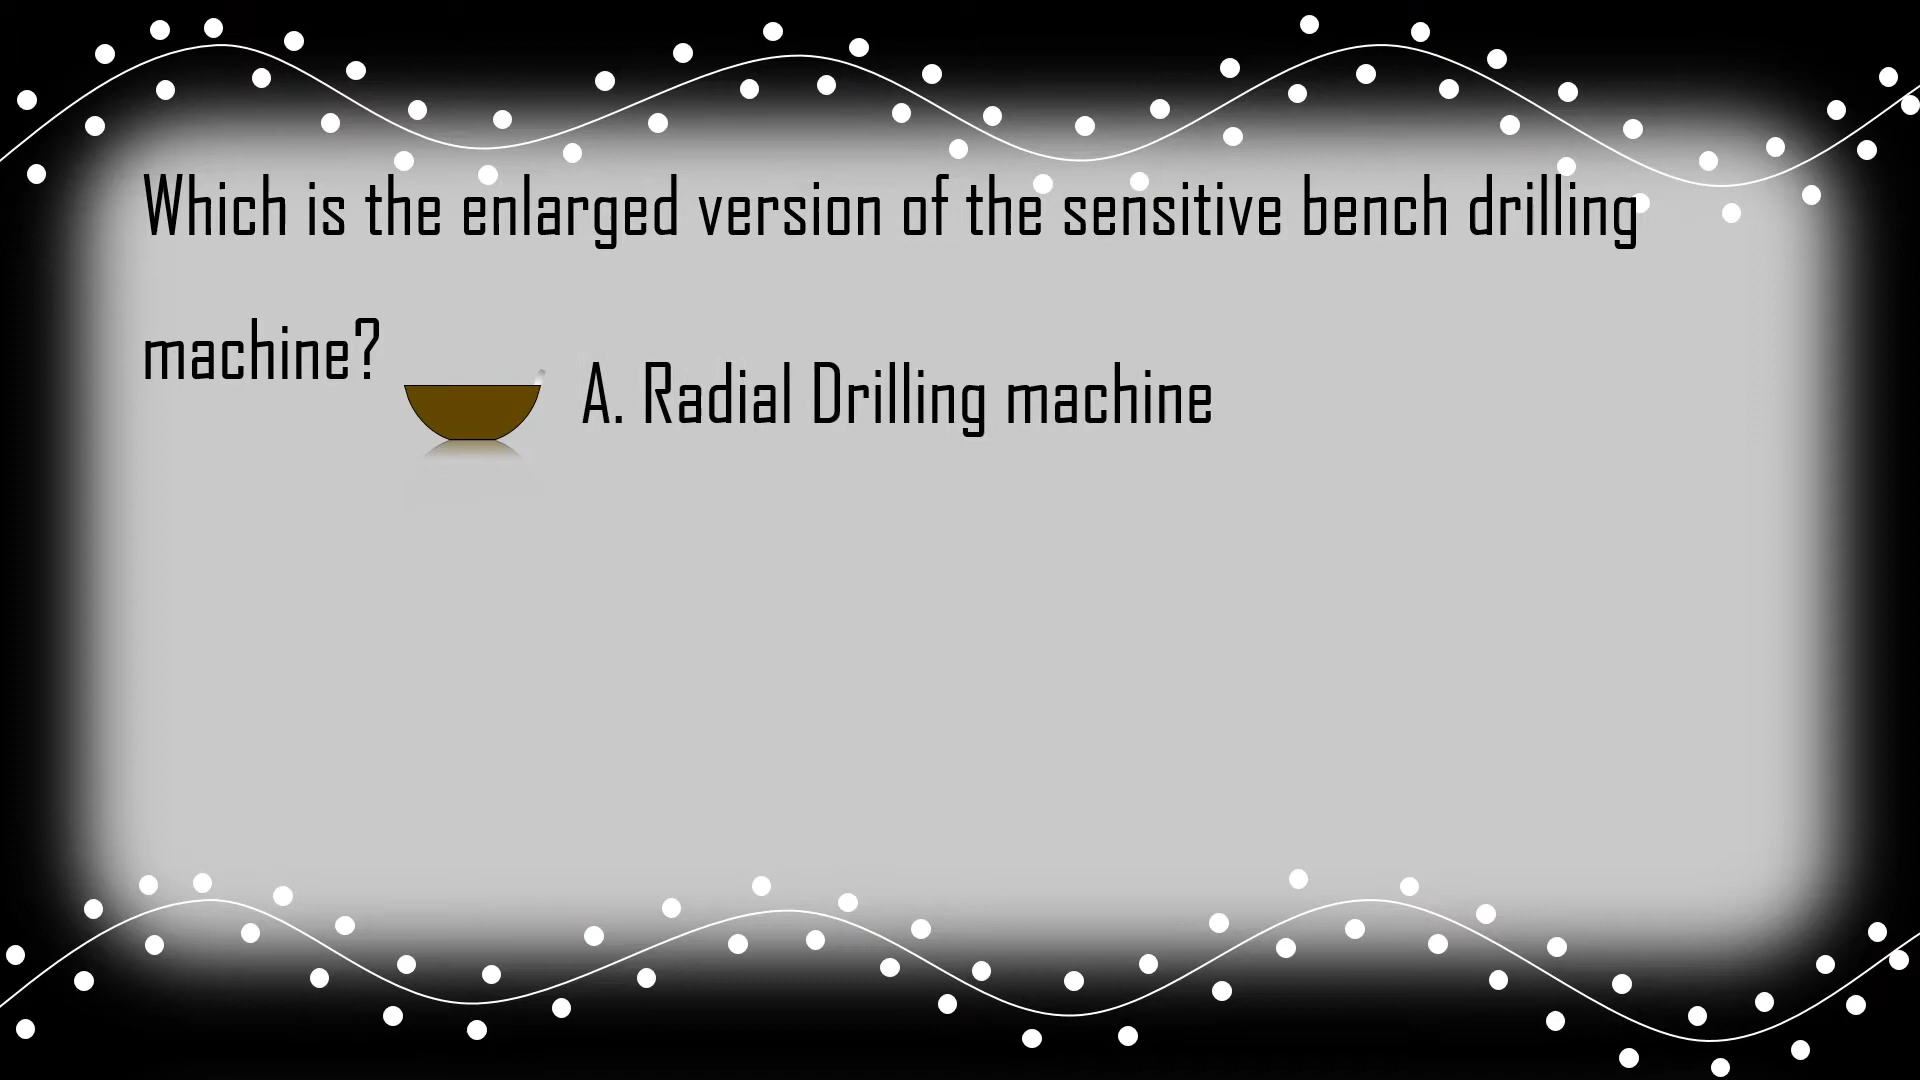 Which is the enlarged version of the sensitive bench drilling
machine?
A. Radial Drilling machine